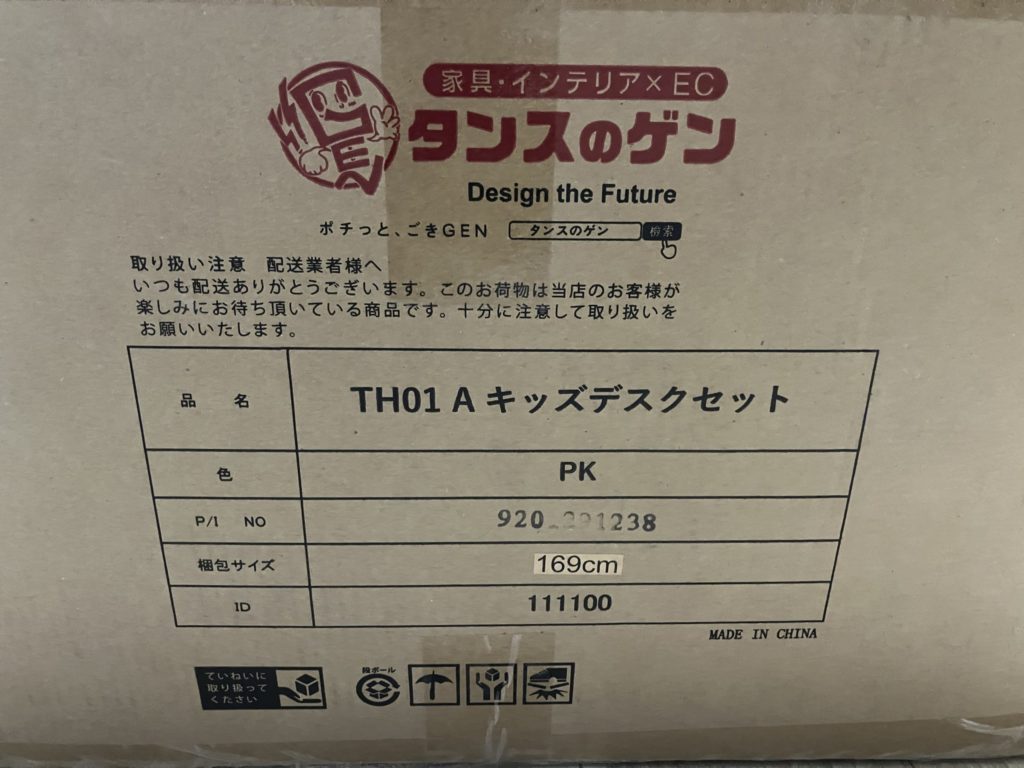 家具・インテリア×EC
GEN
タンスのゲン
Design the Future
ポチっと、ごきGEN タンスのゲン 検索
取り扱い注意 配送業者様へ
いつも配送ありがとうございます。このお荷物は当店のお客様が
楽しみにお待ち頂いている商品です。十分に注意して取り扱いを
お願いいたします。
品 名 TH01 A キッズデスクセット
色 PK
P/I NO
梱包サイズ 169cm
ID 111100
MADE IN CHINA
ていねいに
取り扱って
ください
段ボール